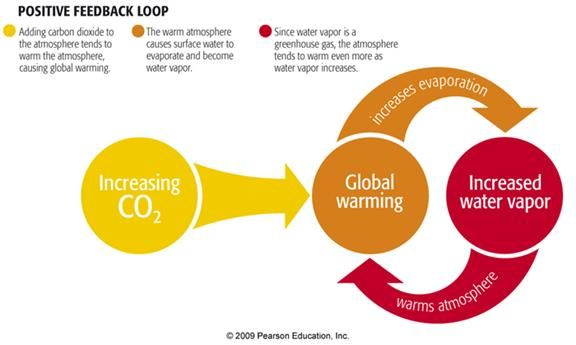 POSITIVE FEEDBACK LOOP
Adding carbon dioxide to
the atmosphere tends to
warm the atmosphere,
causing global warming.
The warm atmosphere
causes surface water to
evaporate and become
water vapor.
Since water vapor is a
greenhouse gas, the atmosphere
tends to warm even more as
water vapor increases.
increases evaporation
Increasing
CO₂
Global
warming
Increased
water vapor
warms atmosphere
© 2009 Pearson Education, Inc.